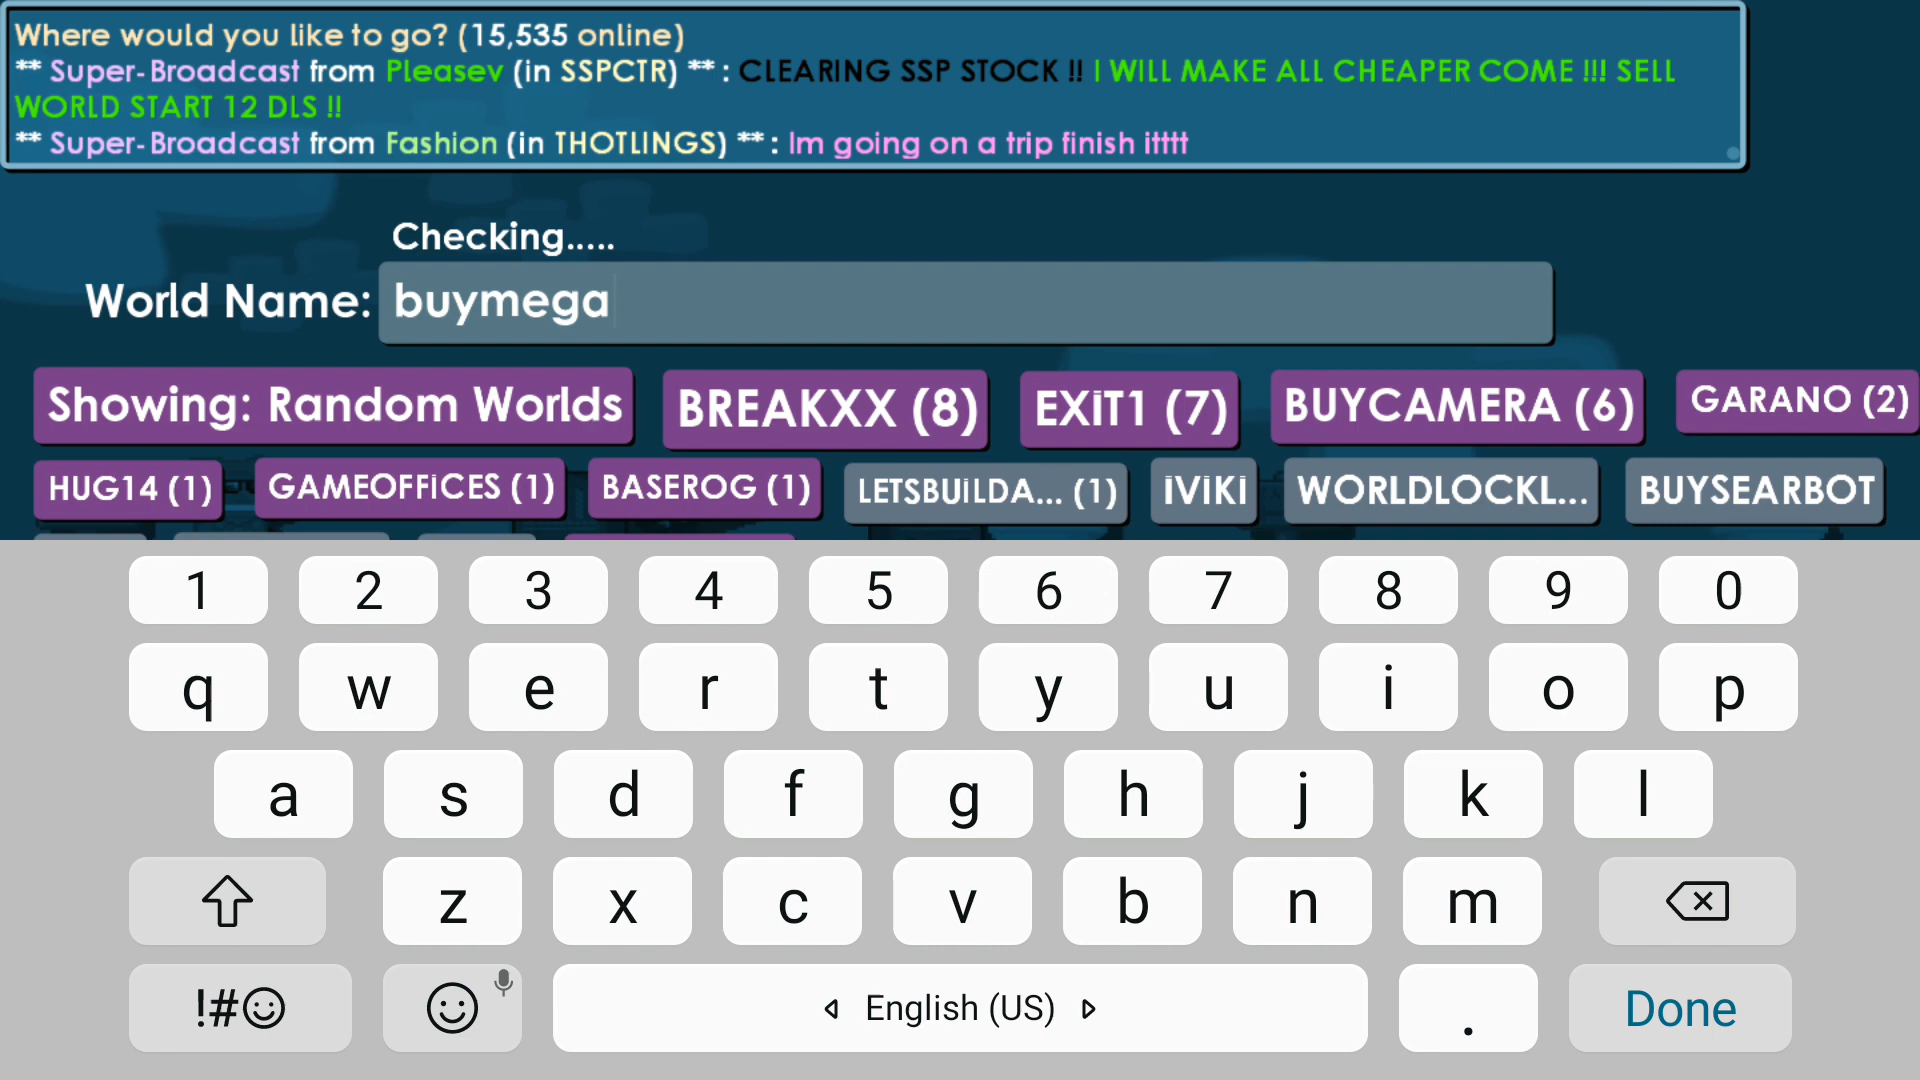 Where would you like to go? (15,535 online)
** Super-Broadcast from Pleasev (in SSPCTR) ** : CLEARING SSP STOCK !! I WILL MAKE ALL CHEAPER COME !!! SELL
WORLD START 12 DLS !!
** Super-Broadcast from Fashion (in THOTLINGS) ** : Im going on a trip finish itttt
Checking.....
World Name: buymega
Showing: Random Worlds BREAKXX (8) EXiT1 (7) BUYCAMERA (6) GARANO (2)
HUG14 (1) GAMEOFFiCES (1) BASEROG (1) LETSBUiLDA... (1) iViKi WORLDLOCKL... BUYSEARBOT
1 2 3 4 5 6 7 8 9 0
q w e r t y u i o p
a s d f g h j k l
z x c v b n m
!#☺ English (US) . Done